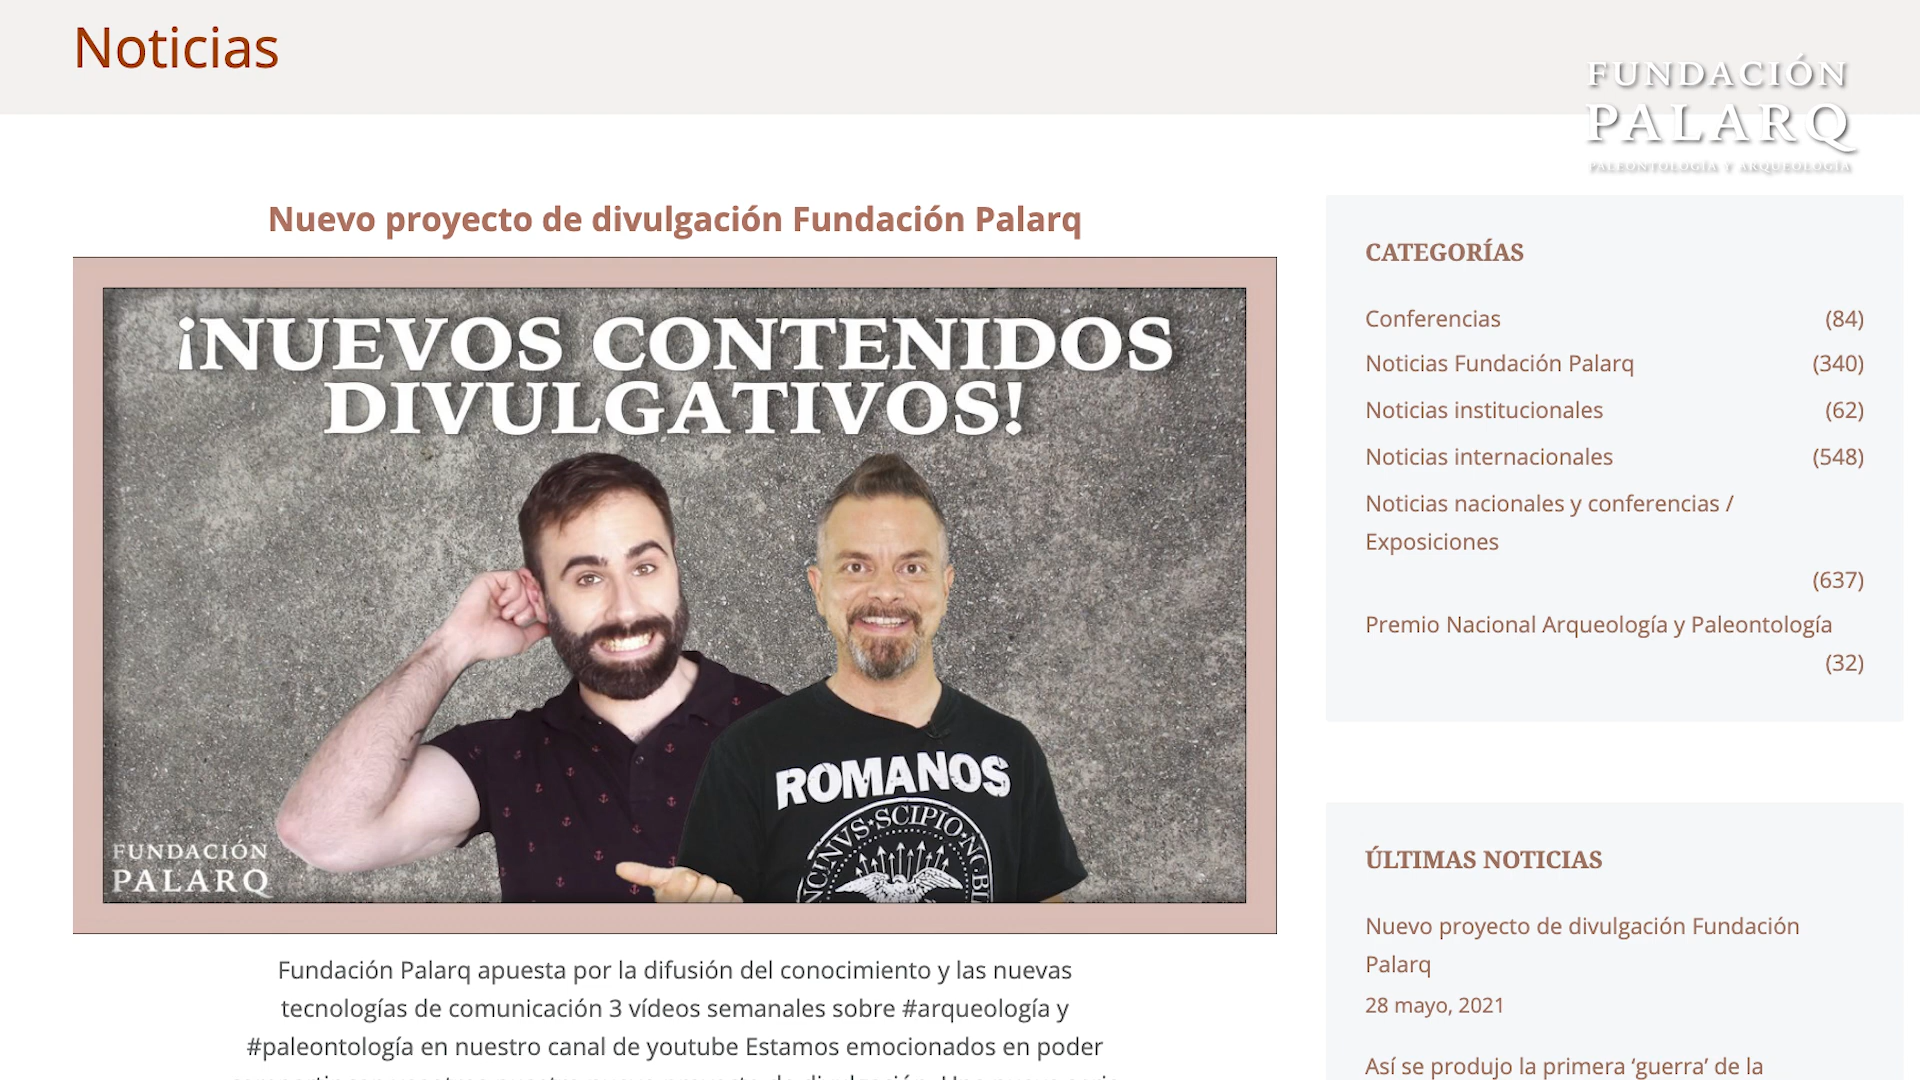 Noticias
FUNDACIÓN
PALARQ
PALEONTOLOGÍA Y ARQUEOLOGÍA
Nuevo proyecto de divulgación Fundación Palarq
¡NUEVOS CONTENIDOS
DIVULGATIVOS!
ROMANOS
SCIPIO
FUNDACIÓN
PALARQ
Fundación Palarq apuesta por la difusión del conocimiento y las nuevas
tecnologías de comunicación 3 vídeos semanales sobre #arqueología y
#paleontología en nuestro canal de youtube Estamos emocionados en poder
CATEGORÍAS
Conferencias (84)
Noticias Fundación Palarq (340)
Noticias institucionales (62)
Noticias internacionales (548)
Noticias nacionales y conferencias /
Exposiciones
(637)
Premio Nacional Arqueología y Paleontología
(32)
ÚLTIMAS NOTICIAS
Nuevo proyecto de divulgación Fundación
Palarq
28 mayo, 2021
Así se produjo la primera ‘guerra’ de la